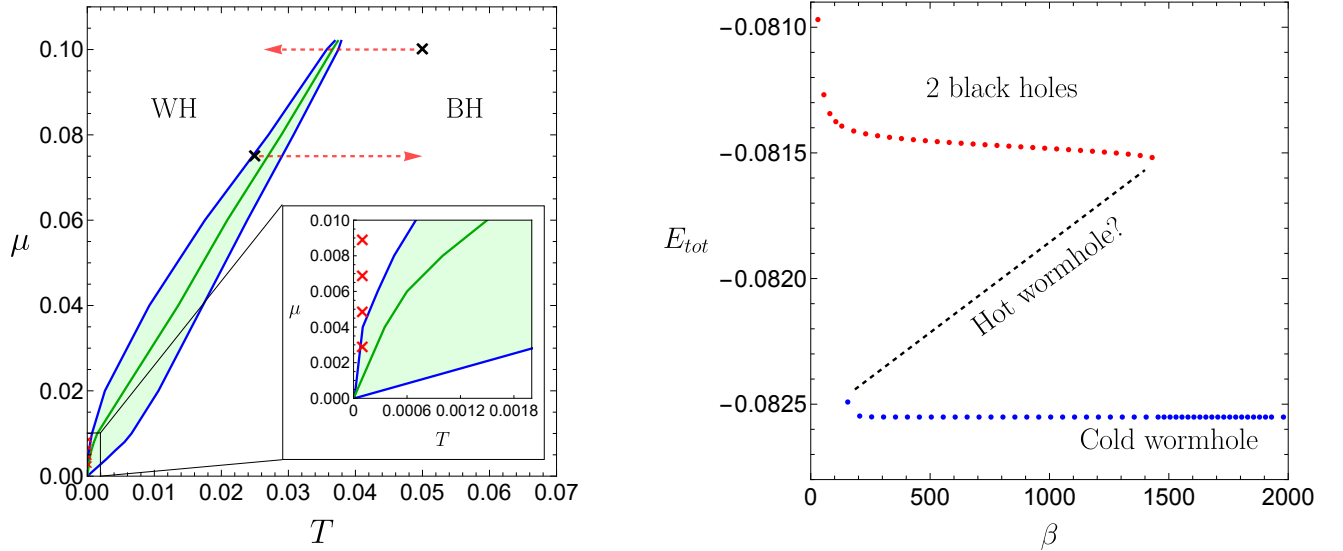 μ
0.10
0.08
0.06
0.04
0.02
0.00
WH
BH
0.010
0.008
0.006
0.004
0.002
0.000
μ
0 0.0006 0.0012 0.0018
T
0.00 0.01 0.02 0.03 0.04 0.05 0.06 0.07
T
−0.0810
−0.0815
−0.0820
−0.0825
E_{tot}
2 black holes
Hot wormhole?
Cold wormhole
0 500 1000 1500 2000
β